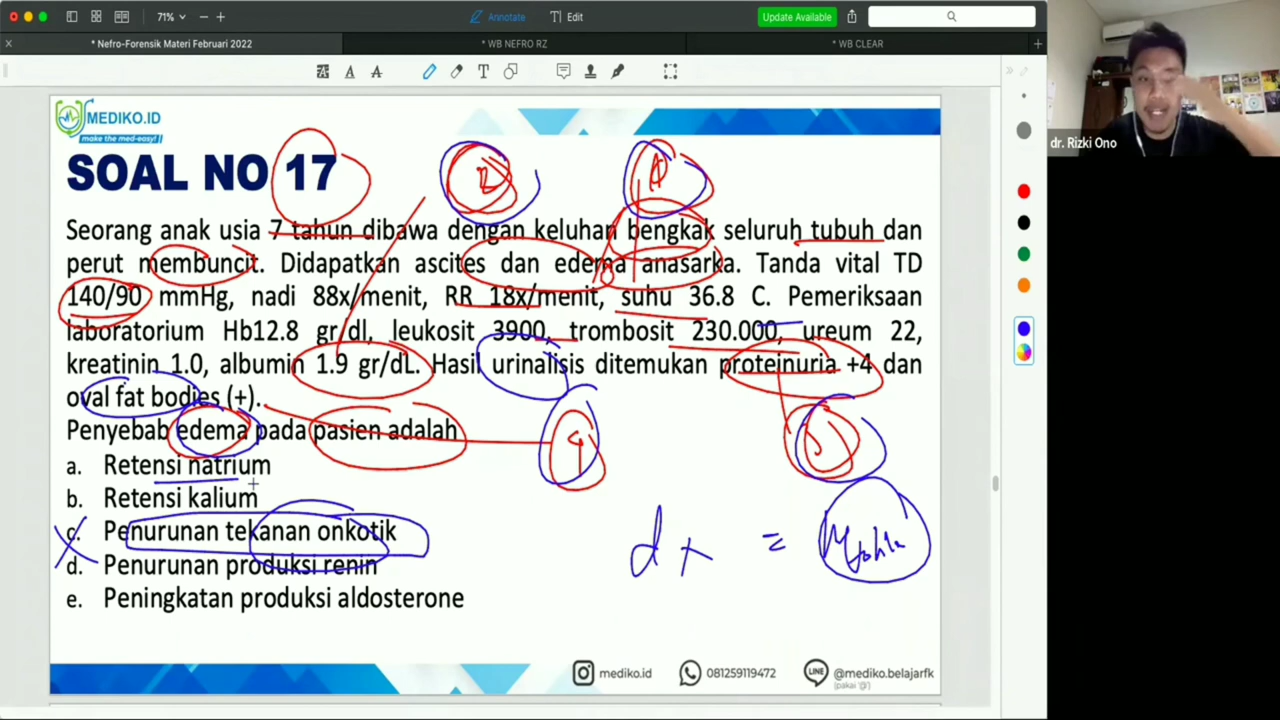 71%
Annotate
Edit
Update Available
* Nefro-Forensik Materi Februari 2022
* WB NEFRO RZ
* WB CLEAR
dr. Rizki Ono
MEDIKO.ID
make the med-easy!
SOAL NO 17
Seorang anak usia 7 tahun dibawa dengan keluhan bengkak seluruh tubuh dan
perut membuncit. Didapatkan ascites dan edema anasarka. Tanda vital TD
140/90 mmHg, nadi 88x/menit, RR 18x/menit, suhu 36.8 C. Pemeriksaan
laboratorium Hb12.8 gr/dl, leukosit 3900, trombosit 230.000, ureum 22,
kreatinin 1.0, albumin 1.9 gr/dL. Hasil urinalisis ditemukan proteinuria +4 dan
oval fat bodies (+).
Penyebab edema pada pasien adalah
a. Retensi natrium
b. Retensi kalium
c. Penurunan tekanan onkotik
d. Penurunan produksi renin
e. Peningkatan produksi aldosterone
dx =
mediko.id
081259119472
LINE
@mediko.belajarfk
(pakai '@')